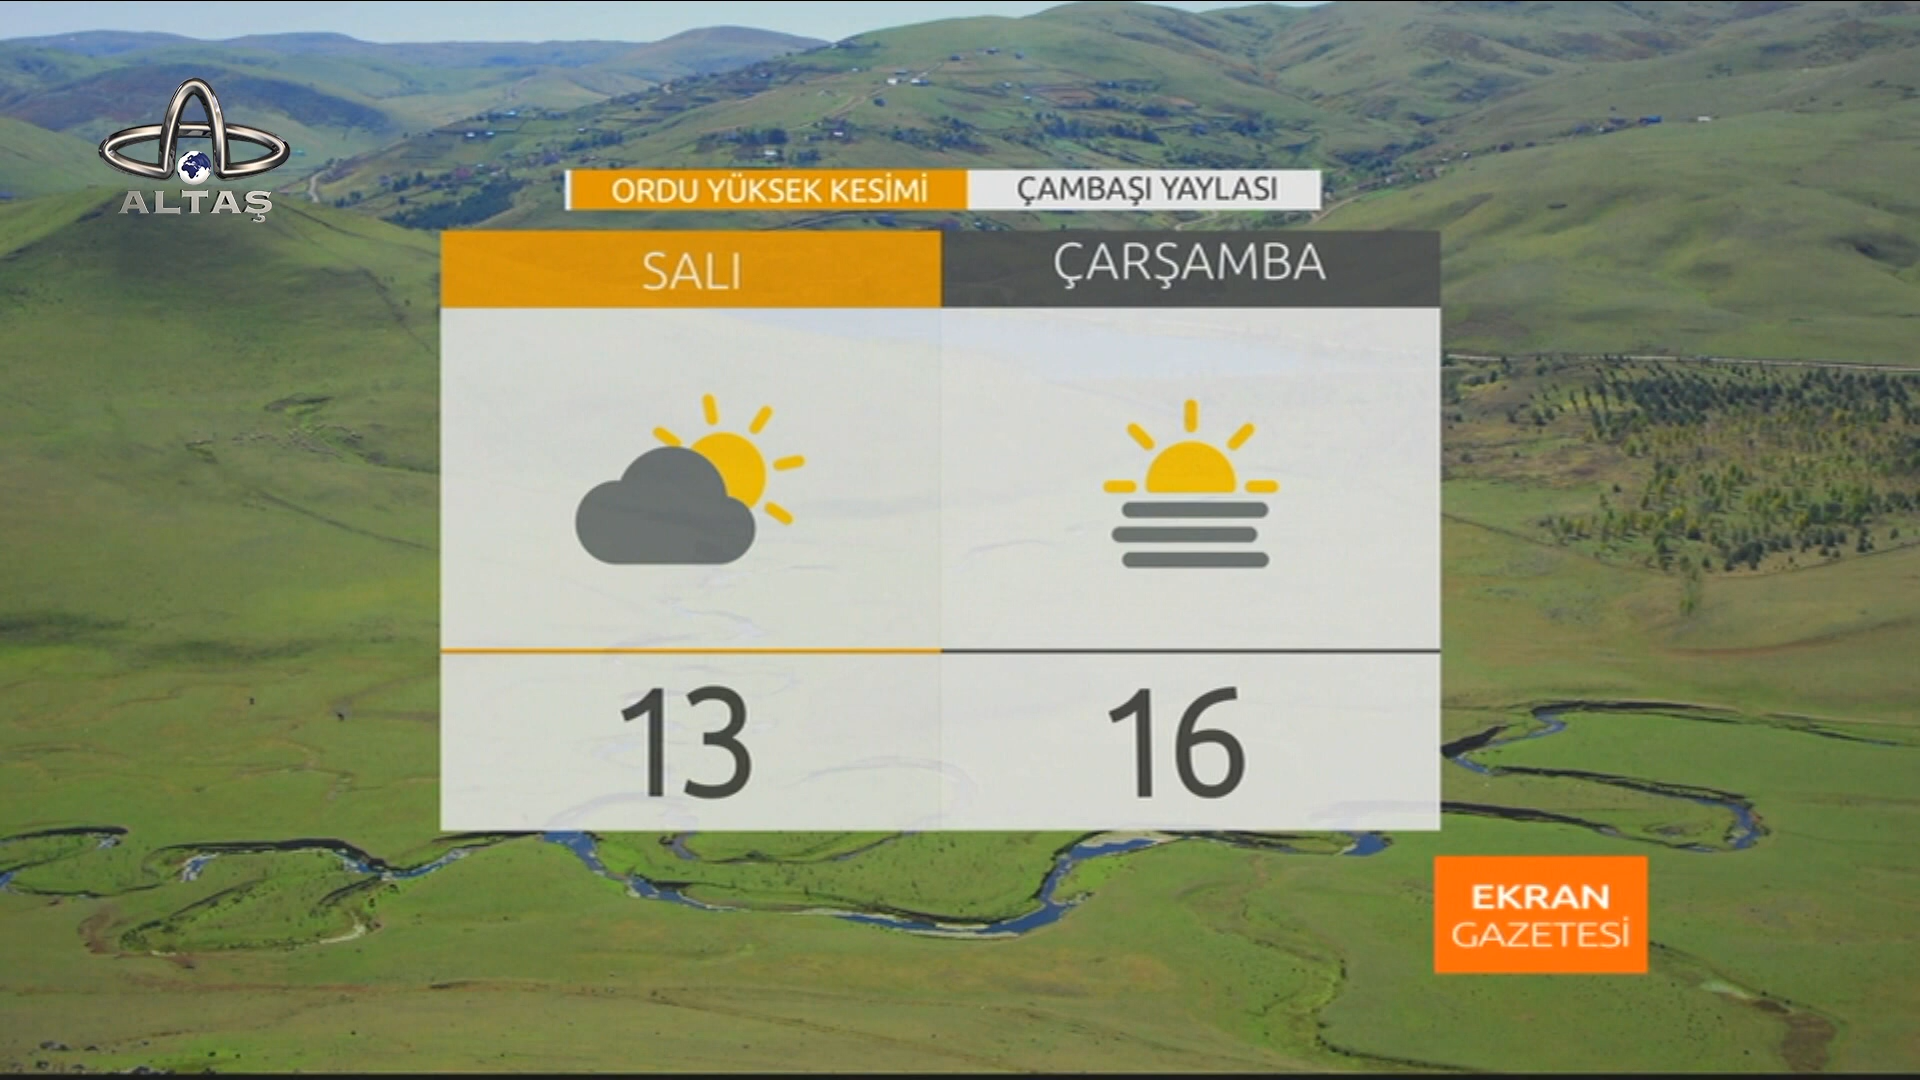 ALTAŞ
ORDU YÜKSEK KESİMİ ÇAMBAŞI YAYLASI
SALI ÇARŞAMBA
13 16
EKRAN
GAZETESİ